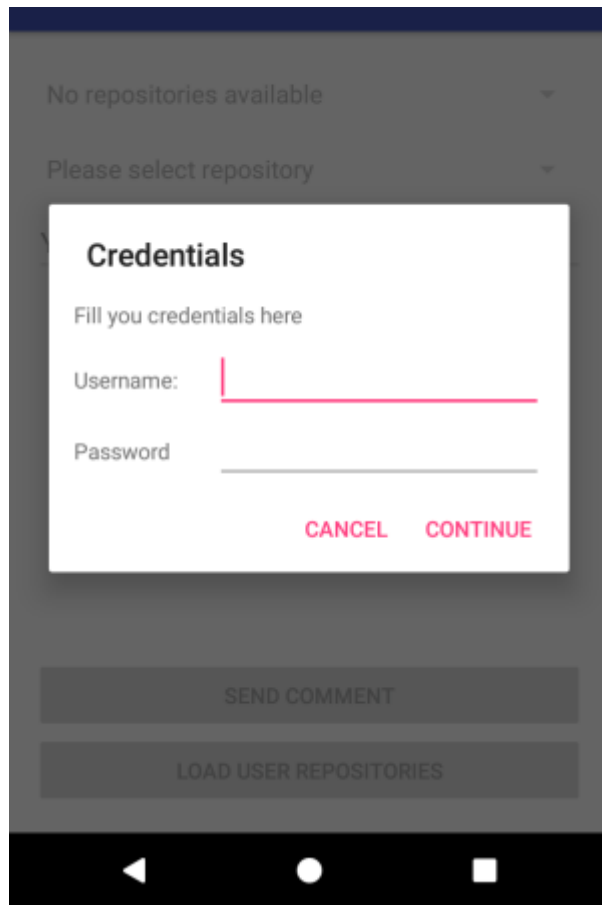 No repositories available
Please select repository
Credentials
Fill you credentials here
Username:
Password
CANCEL CONTINUE
SEND COMMENT
LOAD USER REPOSITORIES